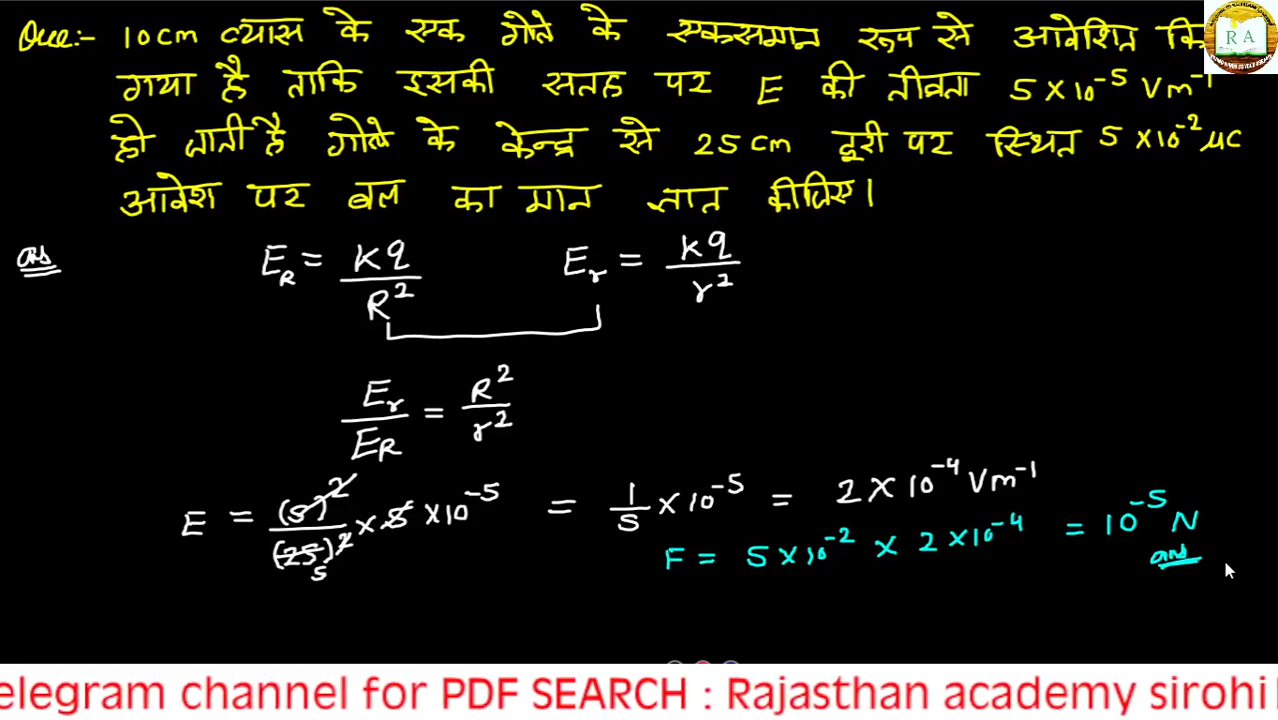 Que:- 10cm व्यास के एक गोले के एकसमान रूप से आवेशित कि
RA
गया है ताकि इसकी सतह पर E की तीव्रता 5×10⁻⁵ Vm⁻¹
हो जाती है गोले के केन्द्र से 25cm दूरी पर स्थित 5×10⁻² μC
आवेश पर बल का मान ज्ञात कीजिए।
ans E_R = Kq/R² E_r = Kq/r²
E_r/E_R = R²/r²
E = (5)²/(25)² × 5 × 10⁻⁵ = 1/5 × 10⁻⁵ = 2×10⁻⁴ Vm⁻¹
5
F = 5×10⁻² × 2×10⁻⁴ = 10⁻⁵ N
ans
elegram channel for PDF SEARCH : Rajasthan academy sirohi